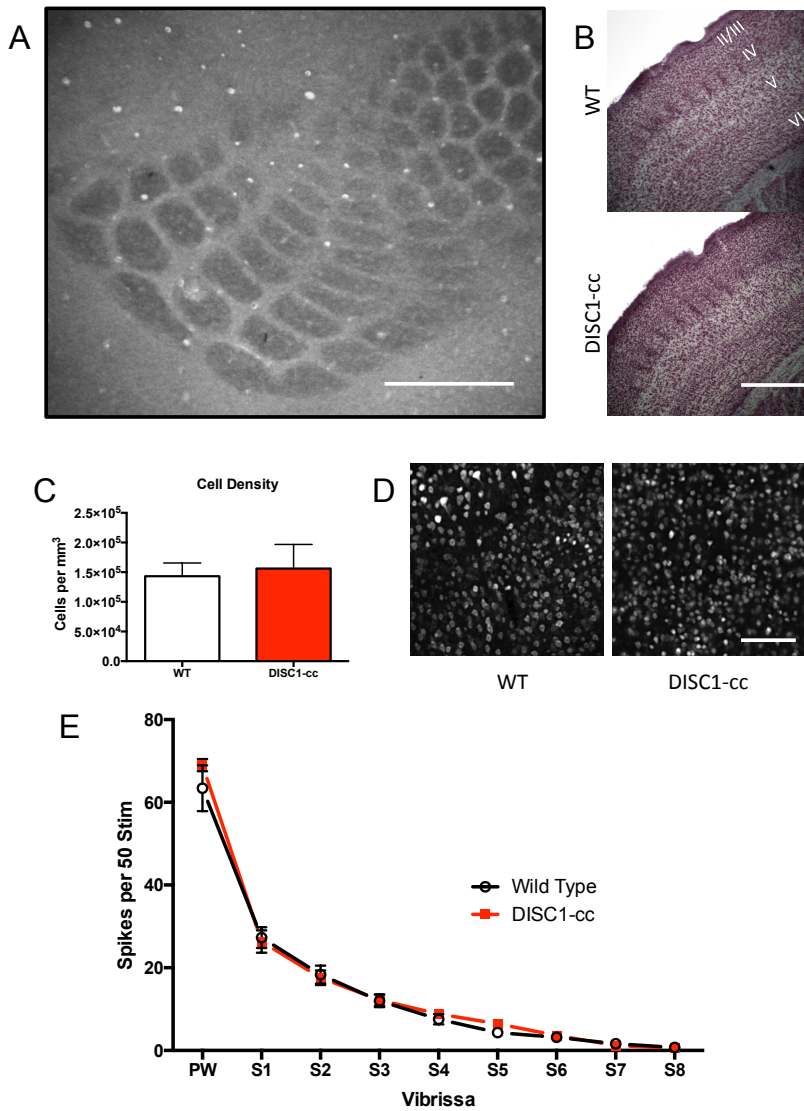 A
B
WT
II/III
IV
V
VI
DISC1-cc
C
Cell Density
Cells per mm³
2.5×10⁵
2.0×10⁵
1.5×10⁵
1.0×10⁵
5.0×10⁴
0.0
WT
DISC1-cc
D
WT
DISC1-cc
E
Spikes per 50 Stim
80
60
40
20
0
Wild Type
DISC1-cc
PW S1 S2 S3 S4 S5 S6 S7 S8
Vibrissa